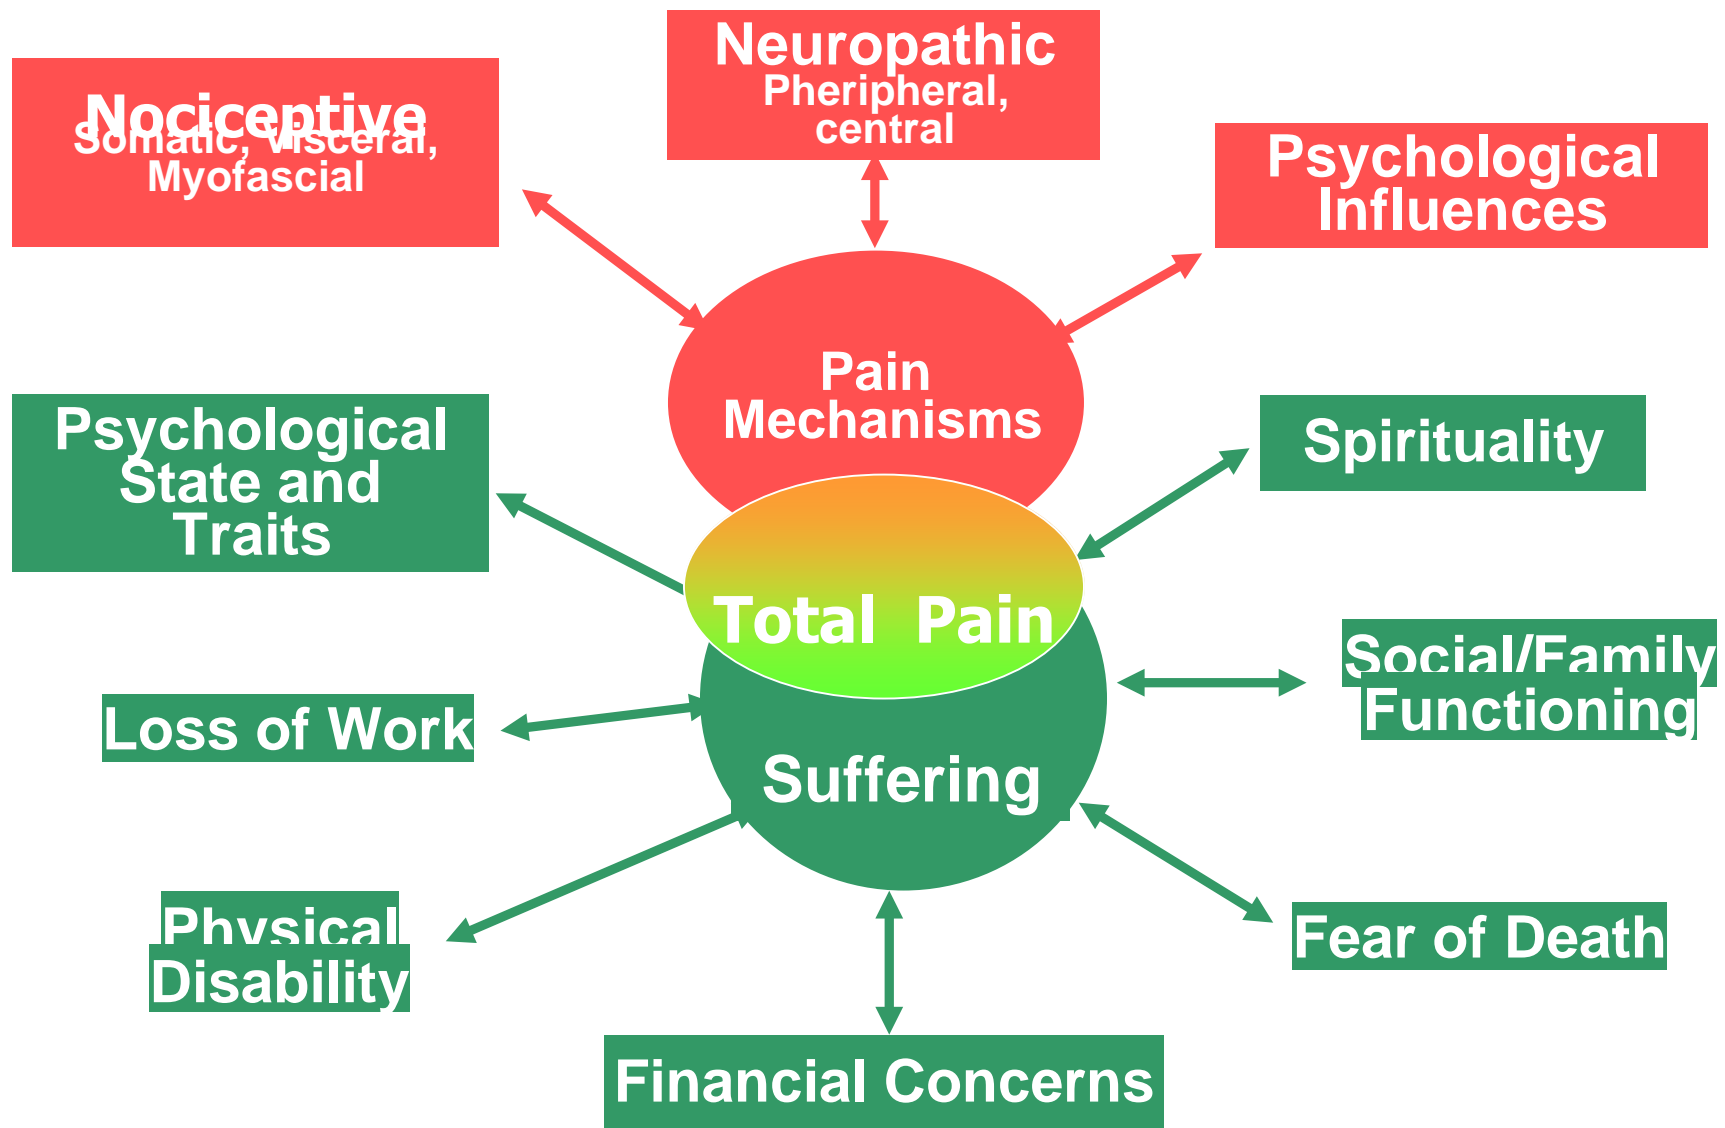 Neuropathic
Pheripheral,
central
Nociceptive
Somatic, Visceral,
Myofascial
Psychological
Influences
Pain
Mechanisms
Psychological
State and
Traits
Spirituality
Total Pain
Social/Family
Functioning
Loss of Work
Suffering
Physical
Disability
Fear of Death
Financial Concerns